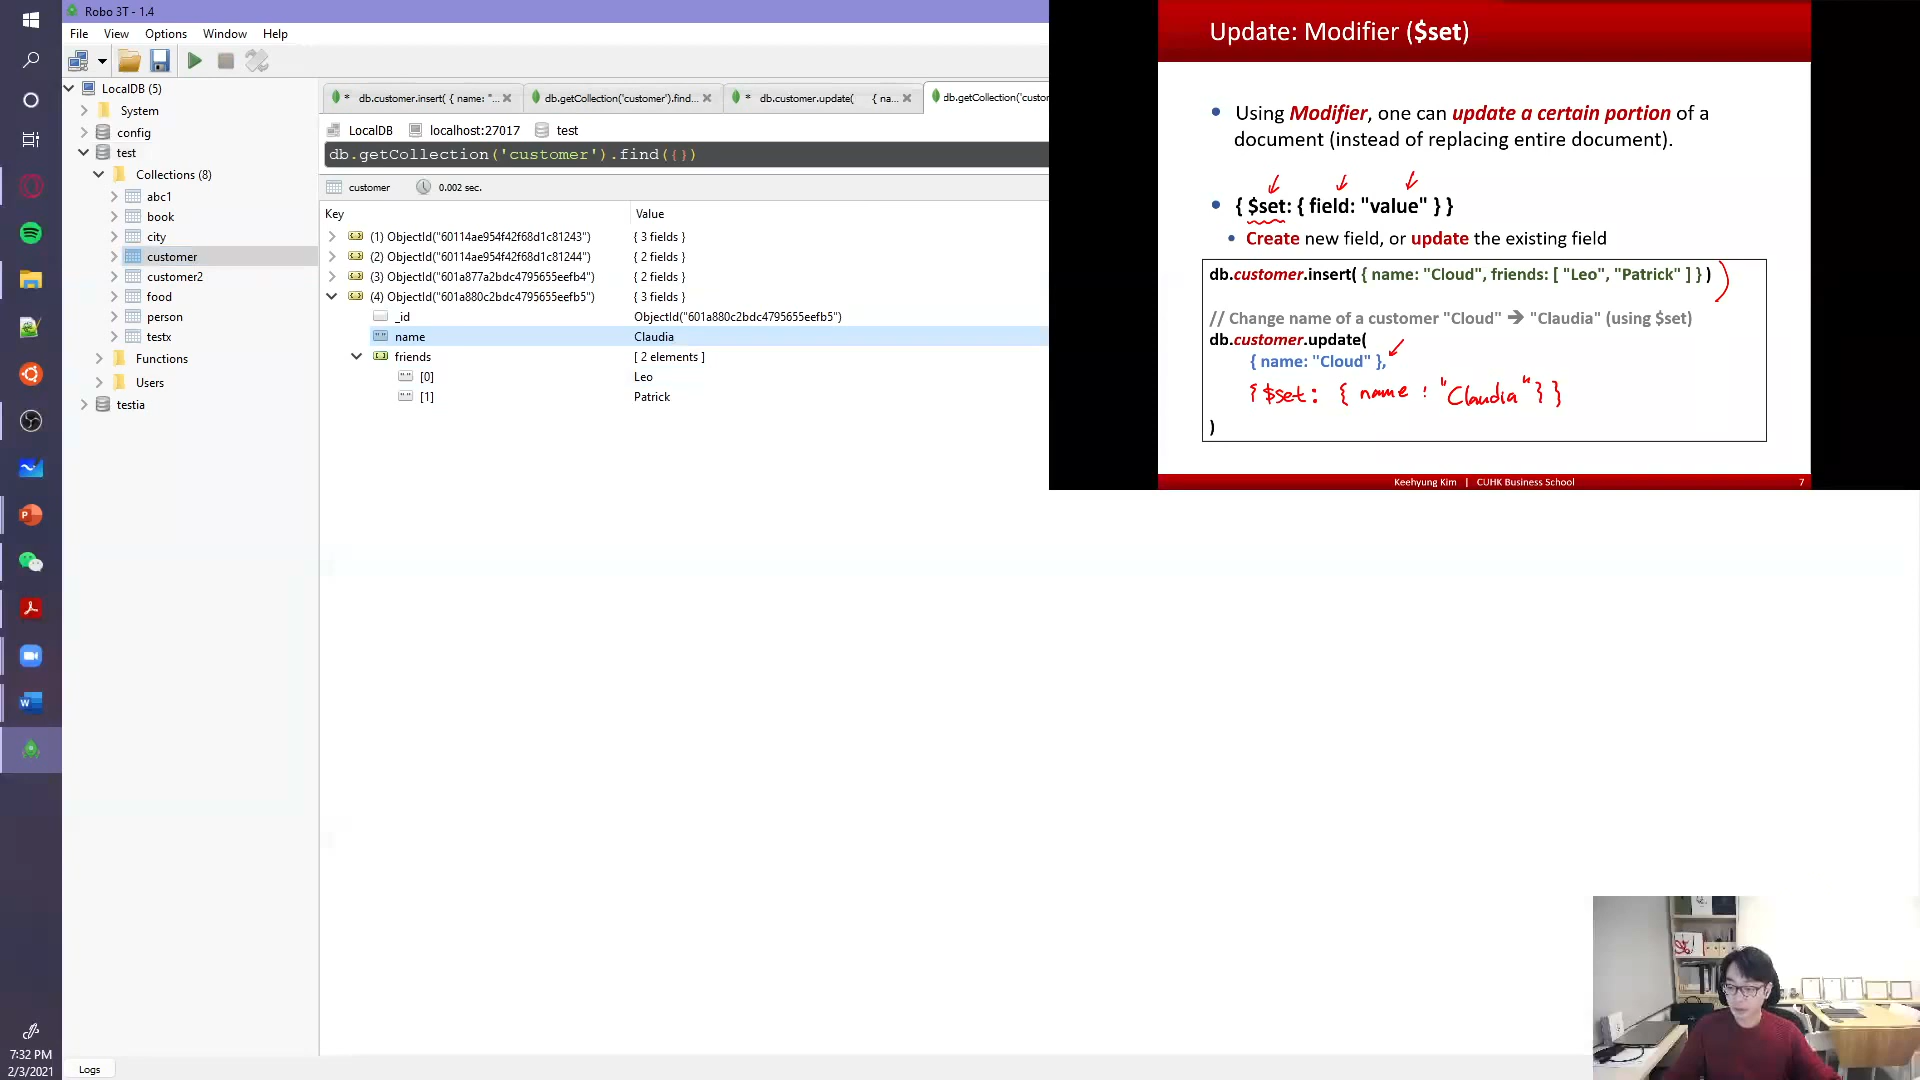 Robo 3T - 1.4
File View Options Window Help
LocalDB (5)
System
config
test
Collections (8)
abc1
book
city
customer
customer2
food
person
testx
Functions
Users
testia
* db.customer.insert( { name: "...
db.getCollection('customer').find...
* db.customer.update( { na...
db.getCollection('custor
LocalDB localhost:27017 test
db.getCollection('customer').find({})
customer 0.002 sec.
Key Value
(1) ObjectId("60114ae954f42f68d1c81243") { 3 fields }
(2) ObjectId("60114ae954f42f68d1c81244") { 2 fields }
(3) ObjectId("601a877a2bdc4795655eefb4") { 2 fields }
(4) ObjectId("601a880c2bdc4795655eefb5") { 3 fields }
_id ObjectId("601a880c2bdc4795655eefb5")
name Claudia
friends [ 2 elements ]
[0] Leo
[1] Patrick
Logs
7:32 PM
2/3/2021
Update: Modifier ($set)
• Using Modifier, one can update a certain portion of a
document (instead of replacing entire document).
• { $set: { field: "value" } }
• Create new field, or update the existing field
db.customer.insert( { name: "Cloud", friends: [ "Leo", "Patrick" ] } )
// Change name of a customer "Cloud" ➔ "Claudia" (using $set)
db.customer.update(
{ name: "Cloud" },
{ $set: { name : "Claudia" } }
)
Keehyung Kim | CUHK Business School 7